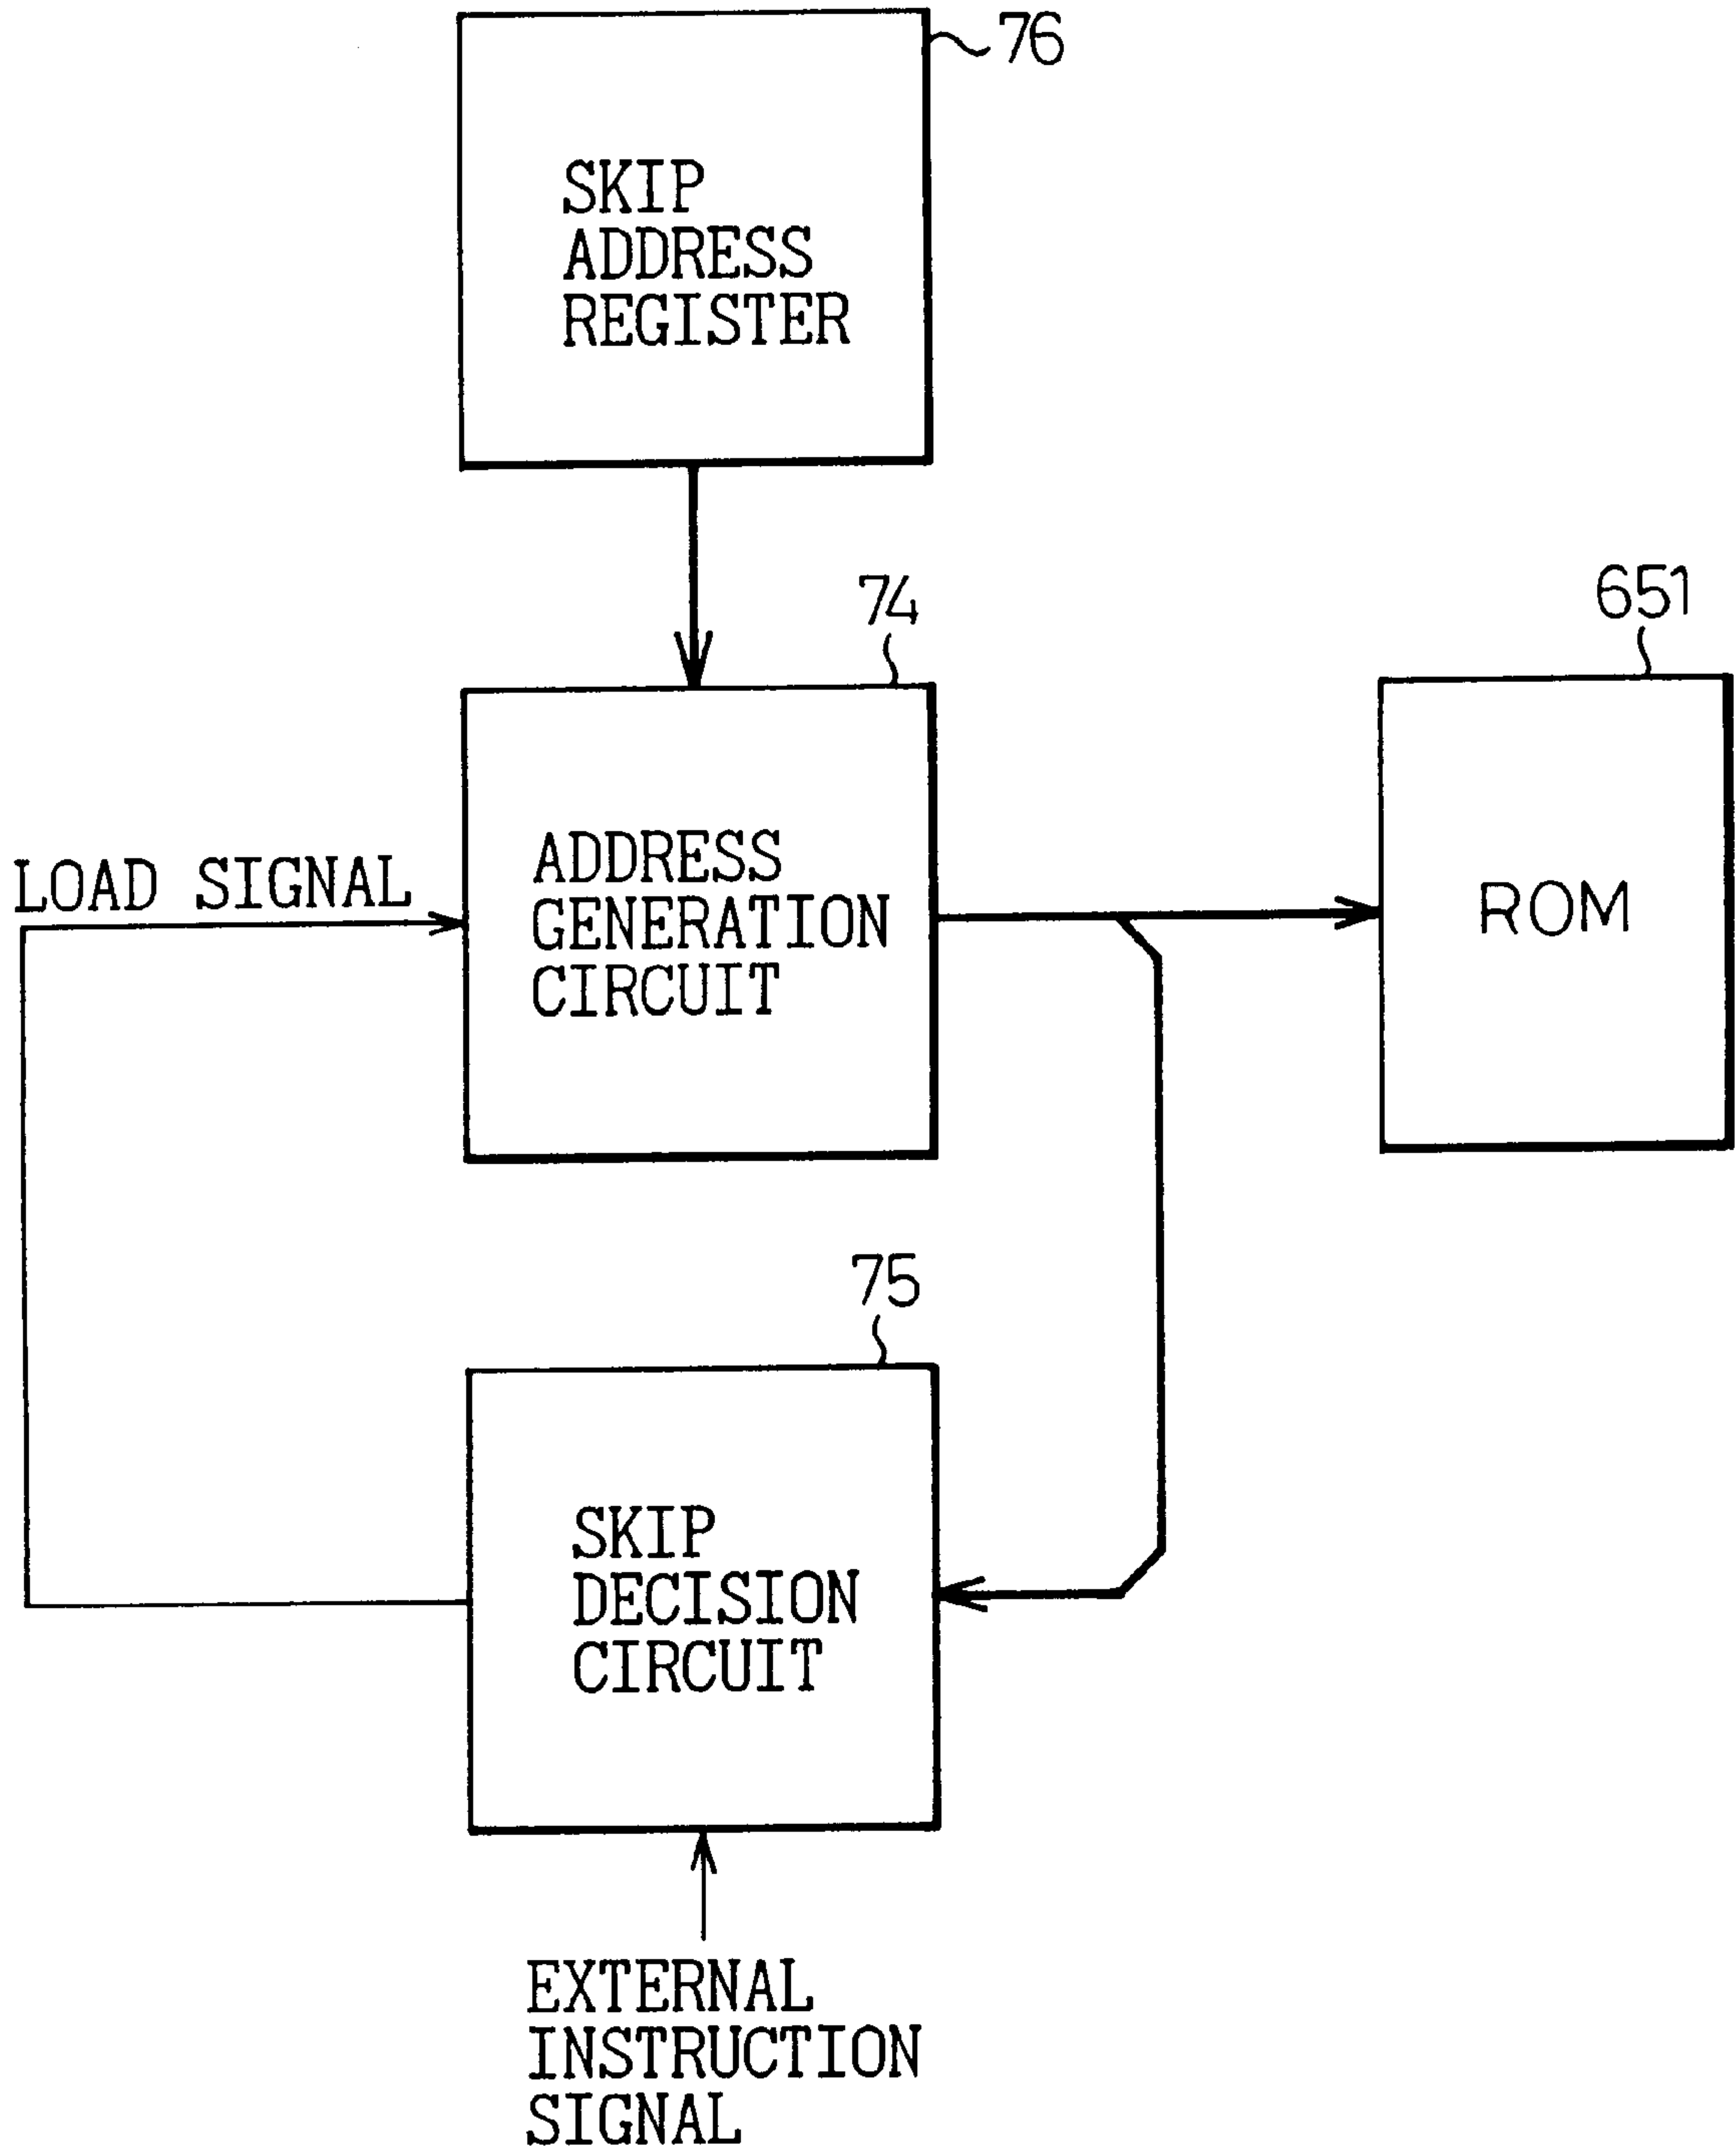 76
SKIP
ADDRESS
REGISTER
74
651
LOAD SIGNAL
ADDRESS
GENERATION
CIRCUIT
ROM
75
SKIP
DECISION
CIRCUIT
EXTERNAL
INSTRUCTION
SIGNAL